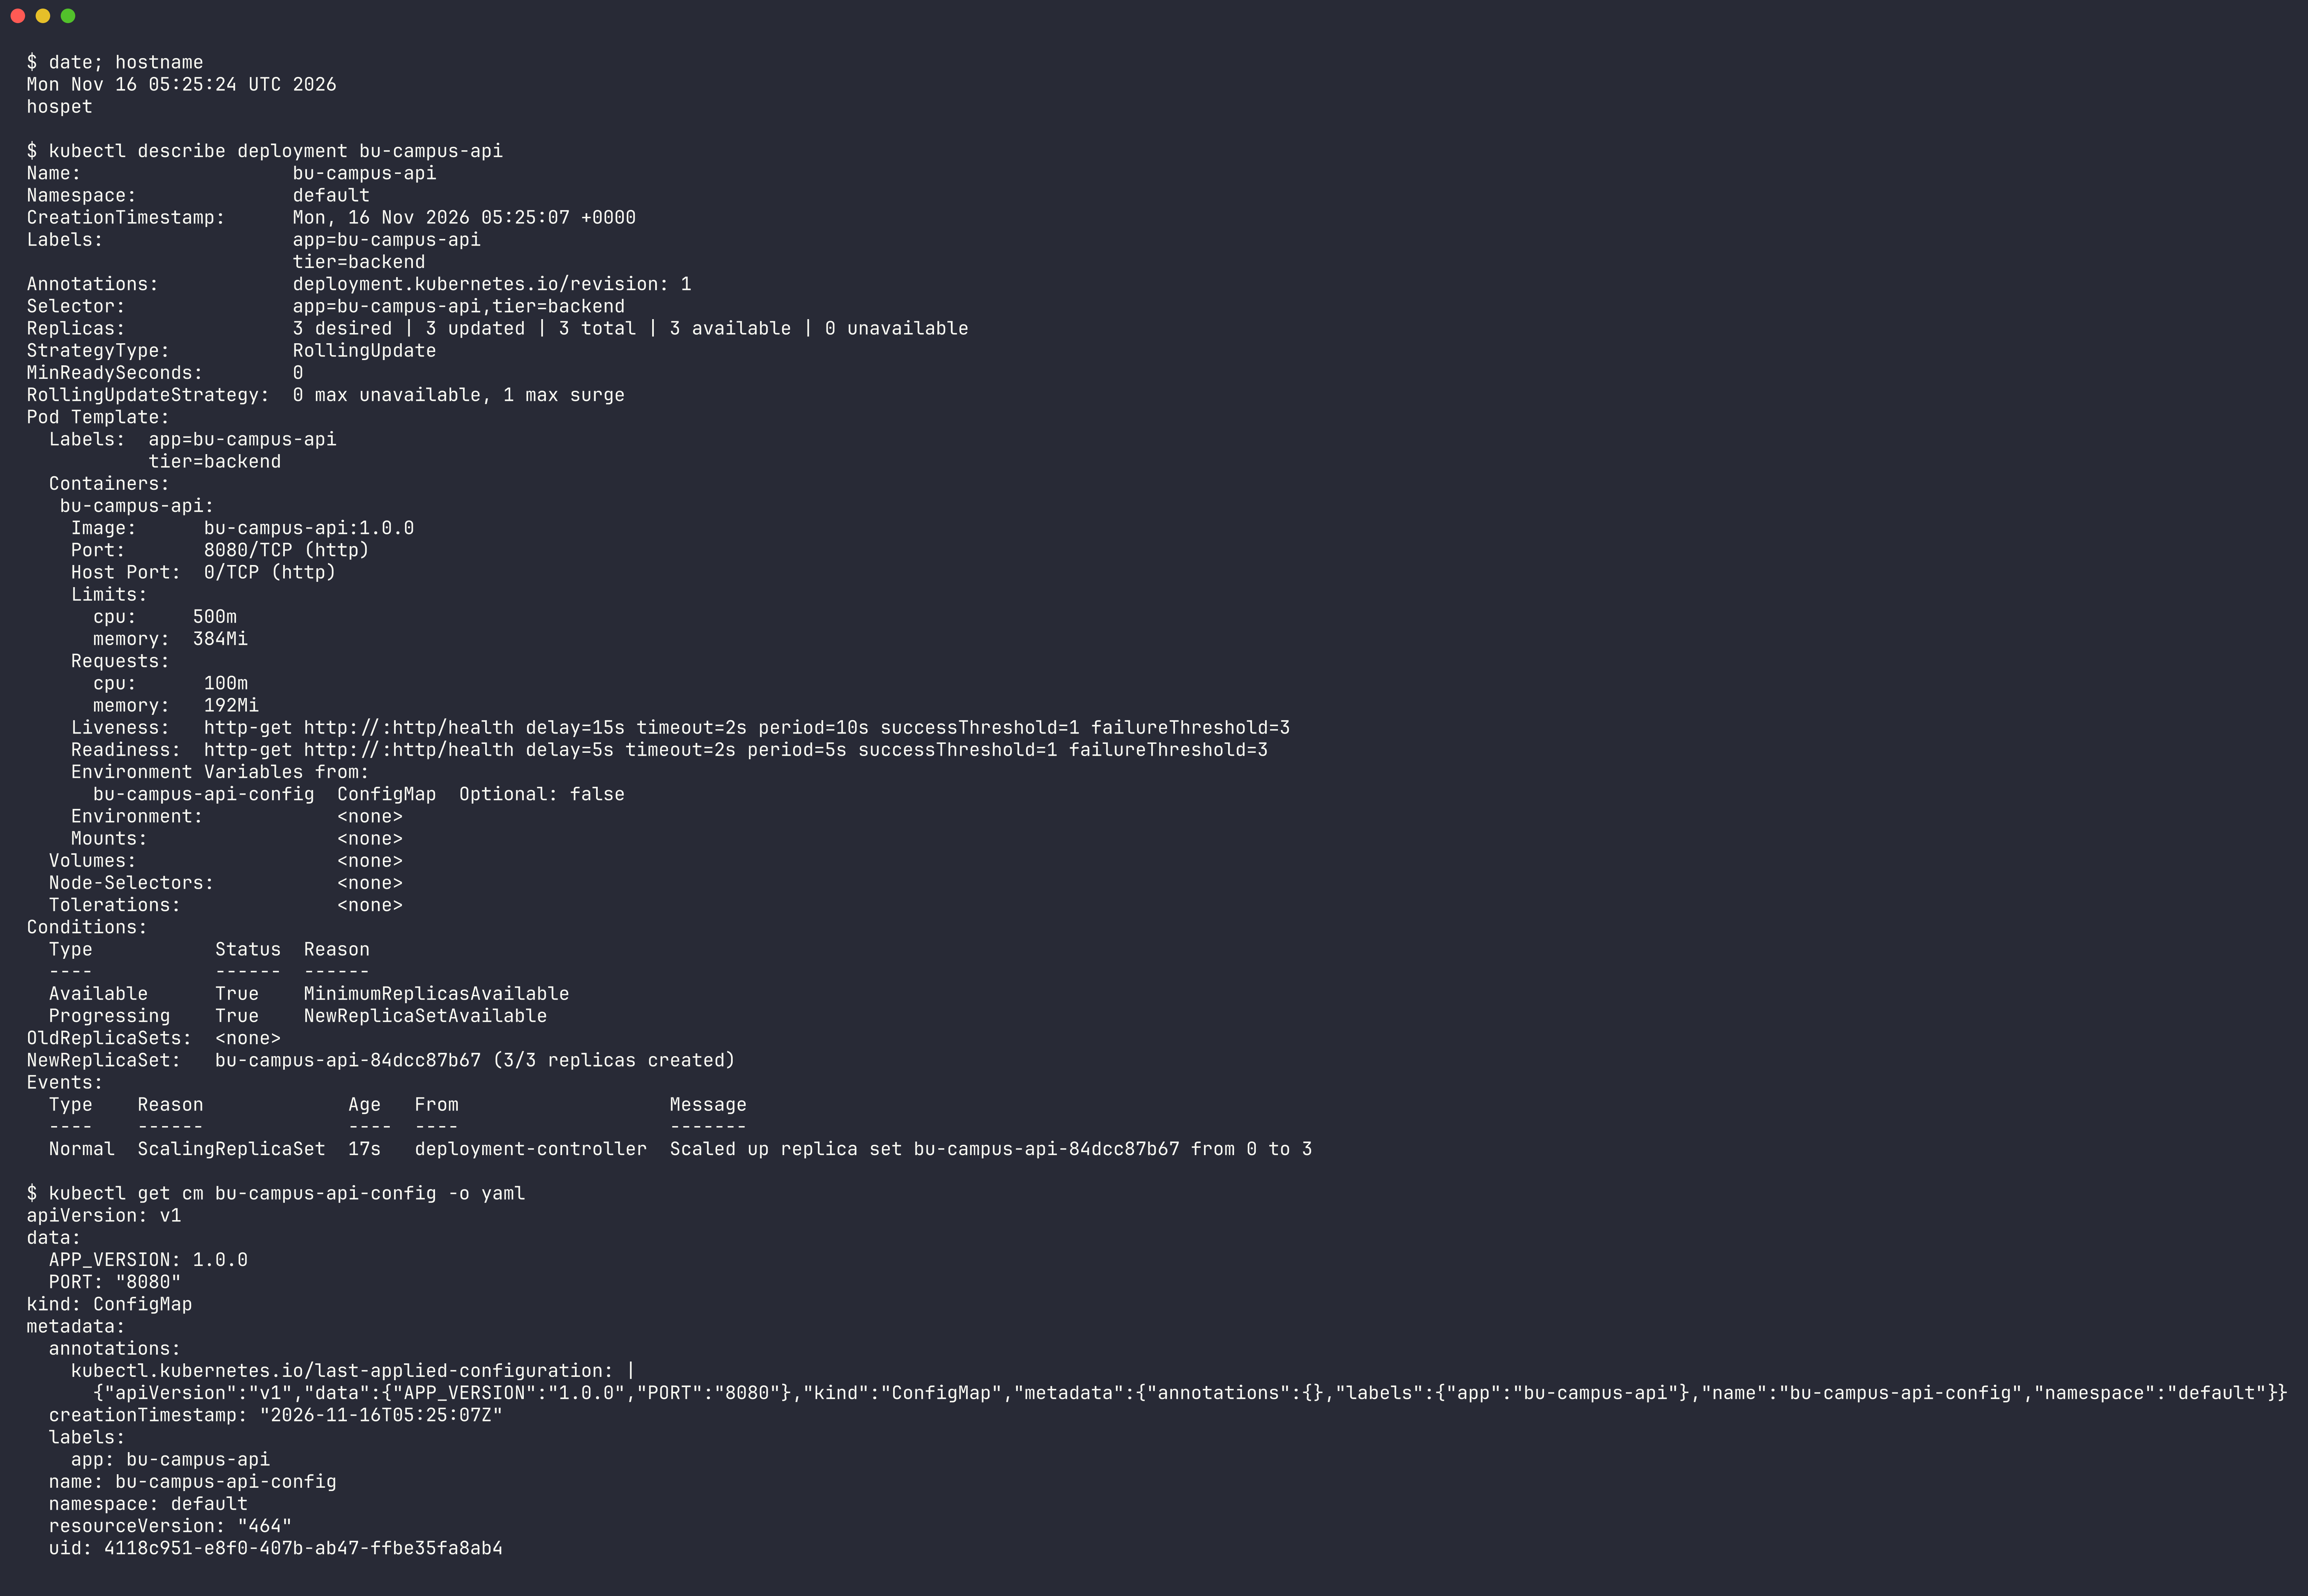 $ date; hostname
Mon Nov 16 05:25:24 UTC 2026
hospet

$ kubectl describe deployment bu-campus-api
Name:                   bu-campus-api
Namespace:              default
CreationTimestamp:      Mon, 16 Nov 2026 05:25:07 +0000
Labels:                 app=bu-campus-api
                        tier=backend
Annotations:            deployment.kubernetes.io/revision: 1
Selector:               app=bu-campus-api,tier=backend
Replicas:               3 desired | 3 updated | 3 total | 3 available | 0 unavailable
StrategyType:           RollingUpdate
MinReadySeconds:        0
RollingUpdateStrategy:  0 max unavailable, 1 max surge
Pod Template:
  Labels:  app=bu-campus-api
           tier=backend
  Containers:
   bu-campus-api:
    Image:      bu-campus-api:1.0.0
    Port:       8080/TCP (http)
    Host Port:  0/TCP (http)
    Limits:
      cpu:     500m
      memory:  384Mi
    Requests:
      cpu:      100m
      memory:   192Mi
    Liveness:   http-get http://:http/health delay=15s timeout=2s period=10s successThreshold=1 failureThreshold=3
    Readiness:  http-get http://:http/health delay=5s timeout=2s period=5s successThreshold=1 failureThreshold=3
    Environment Variables from:
      bu-campus-api-config  ConfigMap  Optional: false
    Environment:            <none>
    Mounts:                 <none>
  Volumes:                  <none>
  Node-Selectors:           <none>
  Tolerations:              <none>
Conditions:
  Type           Status  Reason
  ----           ------  ------
  Available      True    MinimumReplicasAvailable
  Progressing    True    NewReplicaSetAvailable
OldReplicaSets:  <none>
NewReplicaSet:   bu-campus-api-84dcc87b67 (3/3 replicas created)
Events:
  Type    Reason             Age   From                   Message
  ----    ------             ----  ----                   -------
  Normal  ScalingReplicaSet  17s   deployment-controller  Scaled up replica set bu-campus-api-84dcc87b67 from 0 to 3

$ kubectl get cm bu-campus-api-config -o yaml
apiVersion: v1
data:
  APP_VERSION: 1.0.0
  PORT: "8080"
kind: ConfigMap
metadata:
  annotations:
    kubectl.kubernetes.io/last-applied-configuration: |
      {"apiVersion":"v1","data":{"APP_VERSION":"1.0.0","PORT":"8080"},"kind":"ConfigMap","metadata":{"annotations":{},"labels":{"app":"bu-campus-api"},"name":"bu-campus-api-config","namespace":"default"}}
  creationTimestamp: "2026-11-16T05:25:07Z"
  labels:
    app: bu-campus-api
  name: bu-campus-api-config
  namespace: default
  resourceVersion: "464"
  uid: 4118c951-e8f0-407b-ab47-ffbe35fa8ab4